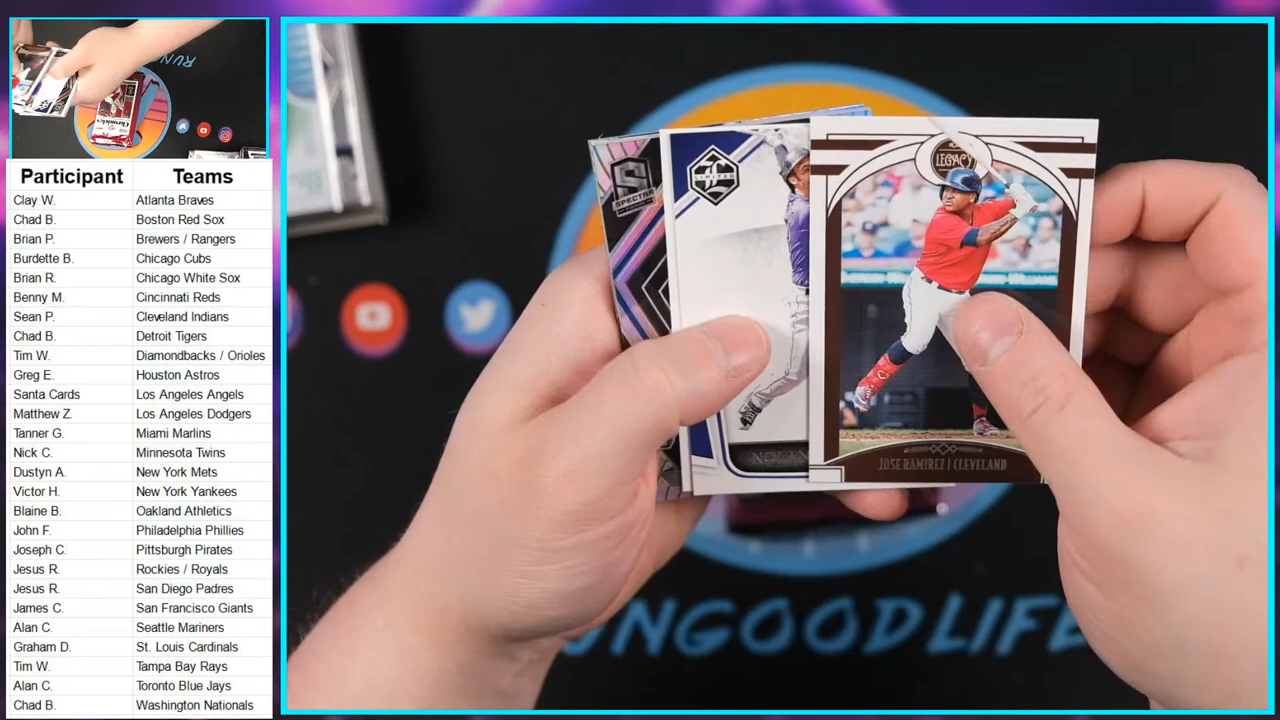 RUNG
Chronicles
Participant Teams
Clay W. Atlanta Braves
Chad B. Boston Red Sox
Brian P. Brewers / Rangers
Burdette B. Chicago Cubs
Brian R. Chicago White Sox
Benny M. Cincinnati Reds
Sean P. Cleveland Indians
Chad B. Detroit Tigers
Tim W. Diamondbacks / Orioles
Greg E. Houston Astros
Santa Cards Los Angeles Angels
Matthew Z. Los Angeles Dodgers
Tanner G. Miami Marlins
Nick C. Minnesota Twins
Dustyn A. New York Mets
Victor H. New York Yankees
Blaine B. Oakland Athletics
John F. Philadelphia Phillies
Joseph C. Pittsburgh Pirates
Jesus R. Rockies / Royals
Jesus R. San Diego Padres
James C. San Francisco Giants
Alan C. Seattle Mariners
Graham D. St. Louis Cardinals
Tim W. Tampa Bay Rays
Alan C. Toronto Blue Jays
Chad B. Washington Nationals
SPECTRA
LIMITED
LEGACY
NOLAN
JOSE RAMIREZ | CLEVELAND
UNGOODLIFE